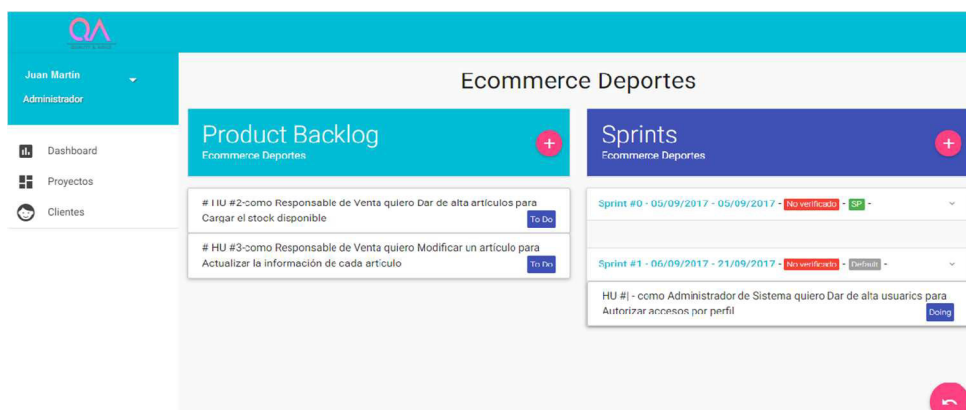 QA
Juan Martin
Administrador
Dashboard
Proyectos
Clientes
Ecommerce Deportes
Product Backlog
Ecommerce Deportes
+
# HU #2-como Responsable de Venta quiero Dar de alta artículos para
Cargar el stock disponible
To Do
# HU #3-como Responsable de Venta quiero Modificar un artículo para
Actualizar la información de cada artículo
To Do
Sprints
Ecommerce Deportes
+
Sprint #0 - 05/09/2017 - 05/09/2017 - No verificado - SP -
Sprint #1 - 06/09/2017 - 21/09/2017 - No verificado - Default -
HU #| - como Administrador de Sistema quiero Dar de alta usuarios para
Autorizar accesos por perfil
Doing